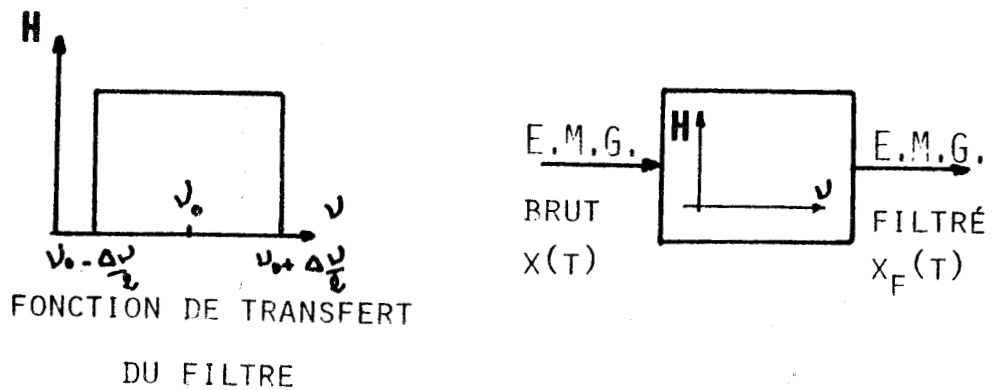 H
ν₀
ν
ν₀ - Δν/2
ν₀ + Δν/2
FONCTION DE TRANSFERT
DU FILTRE
E.M.G.
BRUT
X(T)
H
ν
E.M.G.
FILTRÉ
X_F(T)